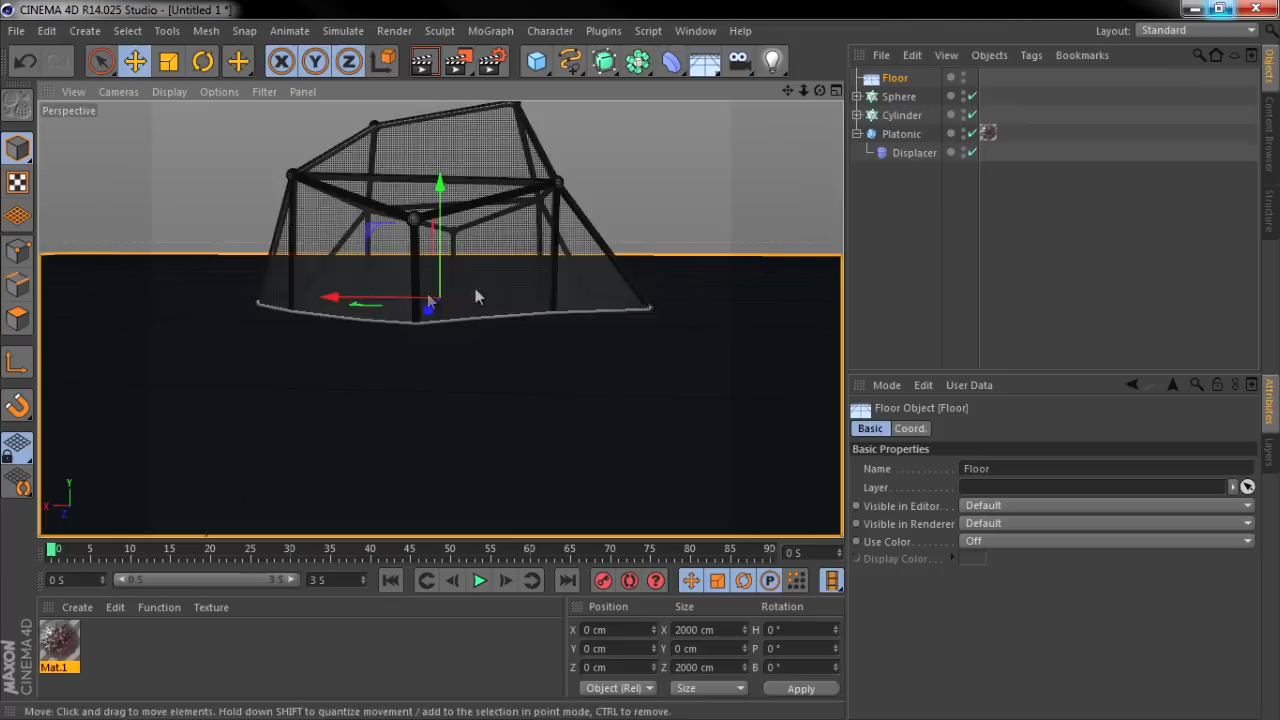 CINEMA 4D R14.025 Studio - [Untitled 1 *]
File Edit Create Select Tools Mesh Snap Animate Simulate Render Sculpt MoGraph Character Plugins Script Window Help Layout: Standard
View Cameras Display Options Filter Panel
Perspective
File Edit View Objects Tags Bookmarks
Floor
Sphere
Cylinder
Platonic
Displacer
Objects
Content Browser
Structure
Mode Edit User Data
Floor Object [Floor]
Basic Coord.
Basic Properties
Name Floor
Layer
Visible in Editor Default
Visible in Renderer Default
Use Color Off
Display Color
Attributes
Layers
Y
X
Z
0 5 10 15 20 25 30 35 40 45 50 55 60 65 70 75 80 85 90 0 S
0 S 0 S 3 S 3 S
Create Edit Function Texture
Mat.1
Position Size Rotation
X 0 cm X 2000 cm H 0 °
Y 0 cm Y 0 cm P 0 °
Z 0 cm Z 2000 cm B 0 °
Object (Rel) Size Apply
MAXON CINEMA 4D
Move: Click and drag to move elements. Hold down SHIFT to quantize movement / add to the selection in point mode, CTRL to remove.